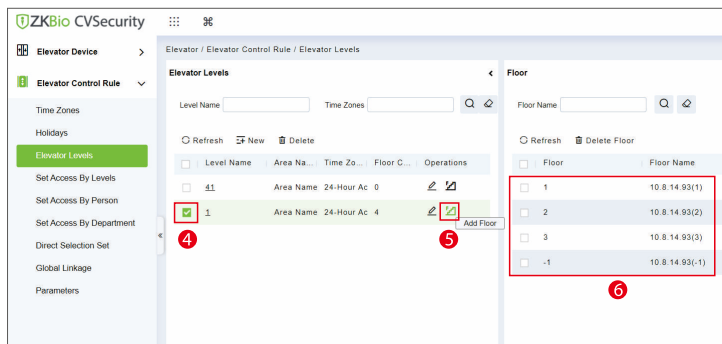 ZKBio CVSecurity
Elevator Device
Elevator Control Rule
Time Zones
Holidays
Elevator Levels
Set Access By Levels
Set Access By Person
Set Access By Department
Direct Selection Set
Global Linkage
Parameters
Elevator / Elevator Control Rule / Elevator Levels
Elevator Levels
Level Name Time Zones
Refresh New Delete
Level Name Area Na... Time Zo... Floor C... Operations
41 Area Name 24-Hour Ac 0
1 Area Name 24-Hour Ac 4
Add Floor
4
5
Floor
Floor Name
Refresh Delete Floor
Floor Floor Name
1 10.8.14.93(1)
2 10.8.14.93(2)
3 10.8.14.93(3)
-1 10.8.14.93(-1)
6